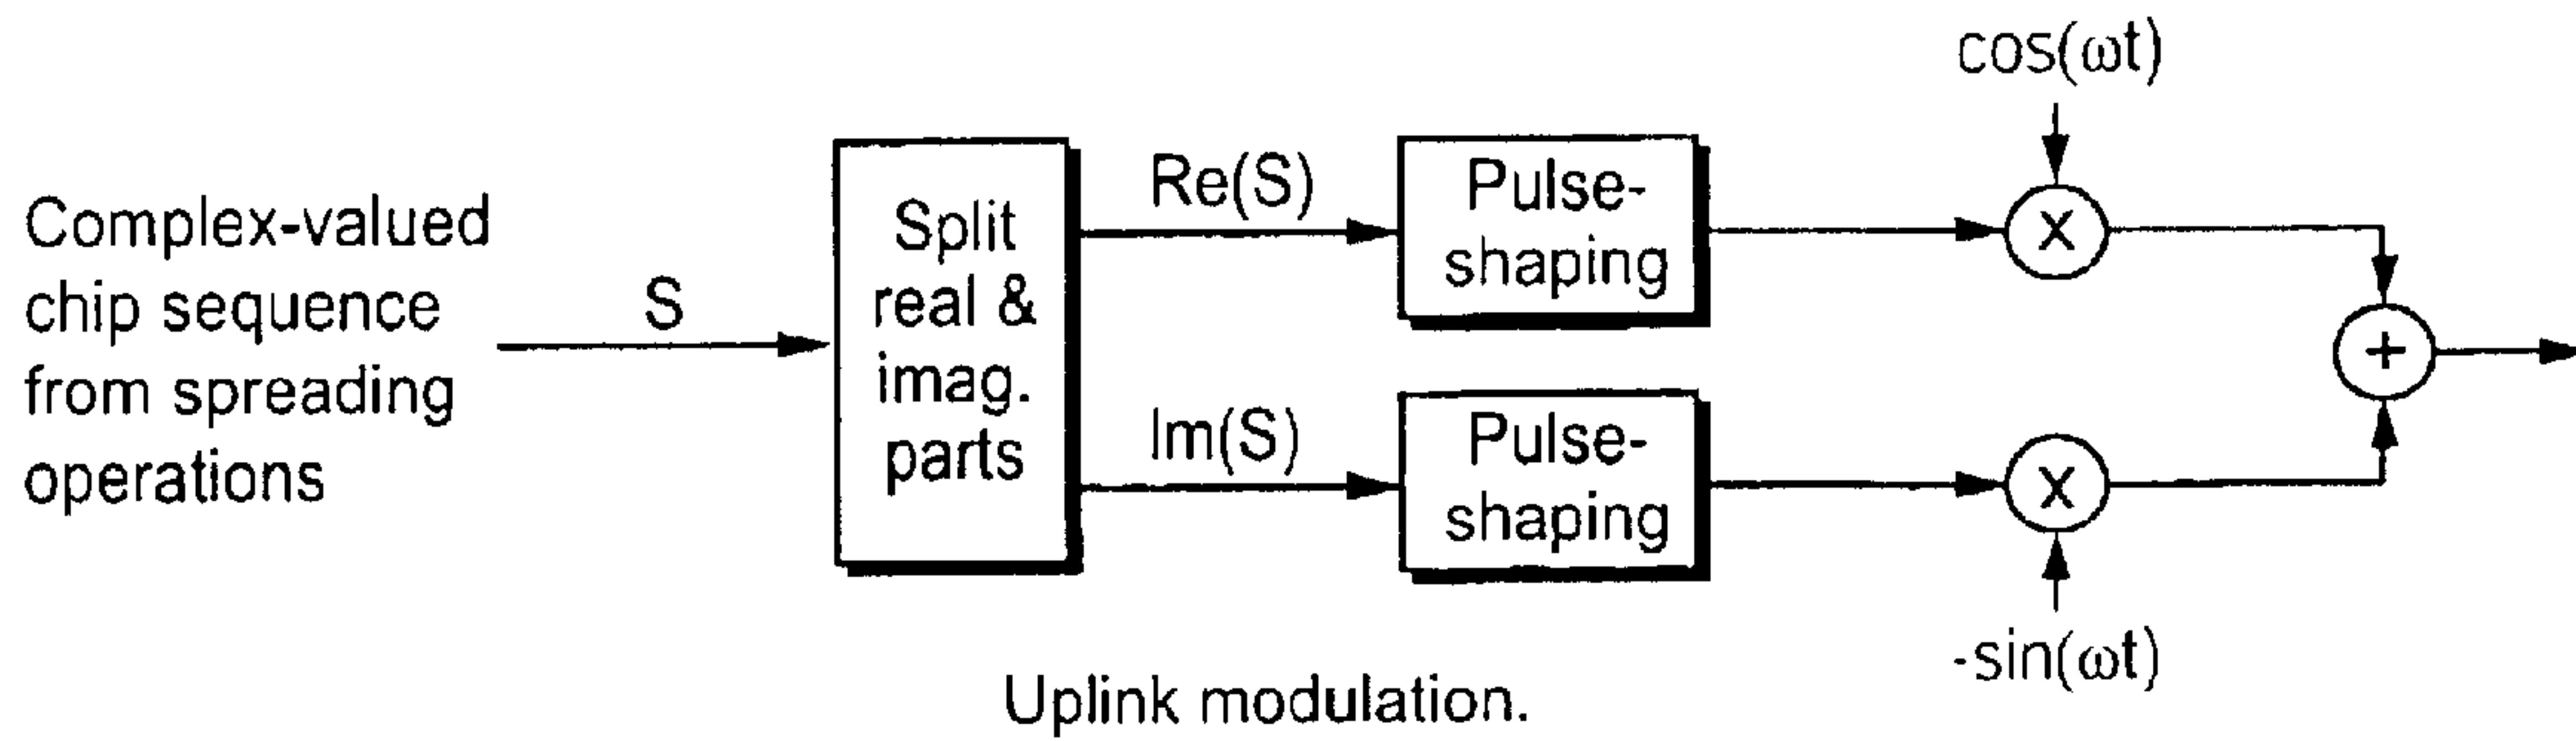 cos(ωt)
Complex-valued
chip sequence
from spreading
operations
S
Split
real &
imag.
parts
Re(S)
Pulse-
shaping
x
Im(S)
Pulse-
shaping
x
+
-sin(ωt)
Uplink modulation.